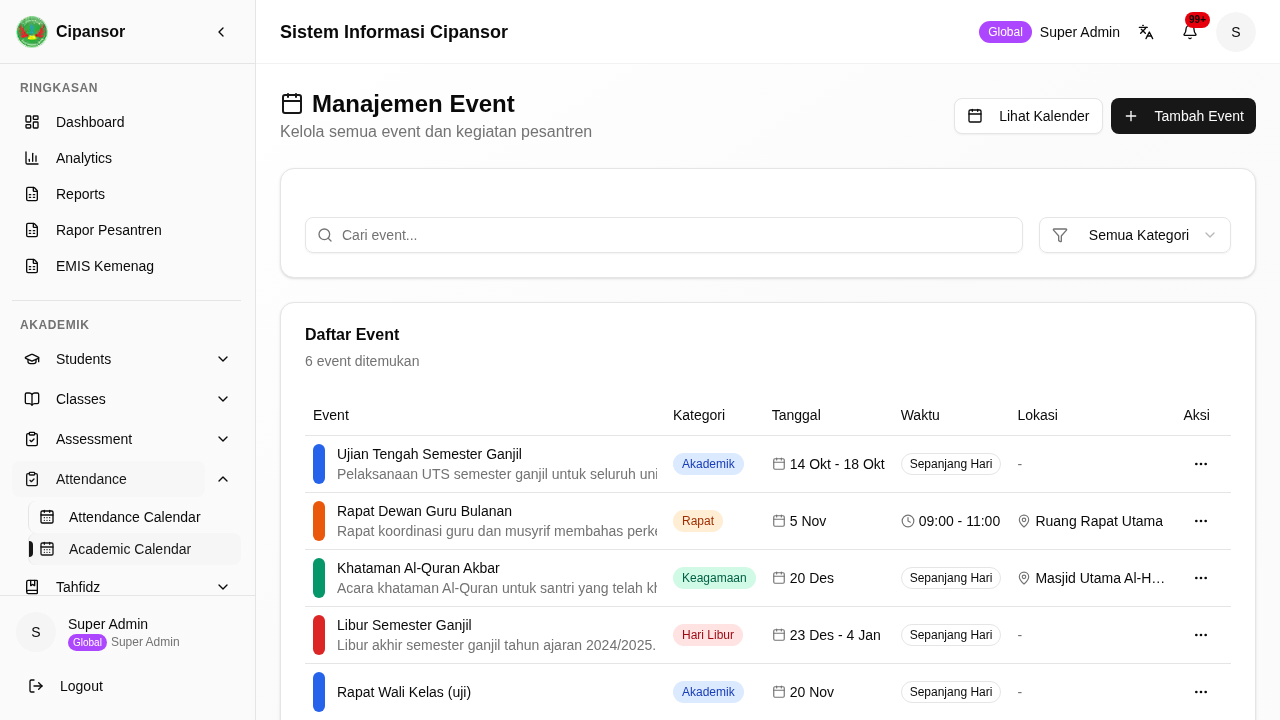 Cipansor
Sistem Informasi Cipansor
Global
Super Admin
99+
S
RINGKASAN
Dashboard
Analytics
Reports
Rapor Pesantren
EMIS Kemenag
AKADEMIK
Students
Classes
Assessment
Attendance
Attendance Calendar
Academic Calendar
Tahfidz
S
Super Admin
Global Super Admin
Logout
Manajemen Event
Kelola semua event dan kegiatan pesantren
Lihat Kalender
Tambah Event
Cari event...
Semua Kategori
Daftar Event
6 event ditemukan
Event Kategori Tanggal Waktu Lokasi Aksi
Ujian Tengah Semester Ganjil
Pelaksanaan UTS semester ganjil untuk seluruh uni
Akademik 14 Okt - 18 Okt Sepanjang Hari -
Rapat Dewan Guru Bulanan
Rapat koordinasi guru dan musyrif membahas perke
Rapat 5 Nov 09:00 - 11:00 Ruang Rapat Utama
Khataman Al-Quran Akbar
Acara khataman Al-Quran untuk santri yang telah kh
Keagamaan 20 Des Sepanjang Hari Masjid Utama Al-H...
Libur Semester Ganjil
Libur akhir semester ganjil tahun ajaran 2024/2025.
Hari Libur 23 Des - 4 Jan Sepanjang Hari -
Rapat Wali Kelas (uji)
Akademik 20 Nov Sepanjang Hari -